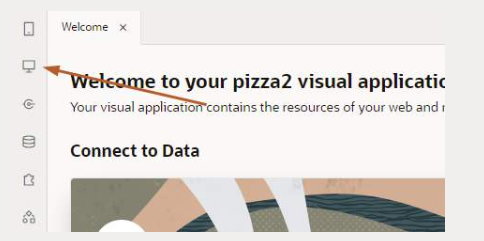 Welcome ×
Welcome to your pizza2 visual
Your visual application contains the resources of your web and
Connect to Data